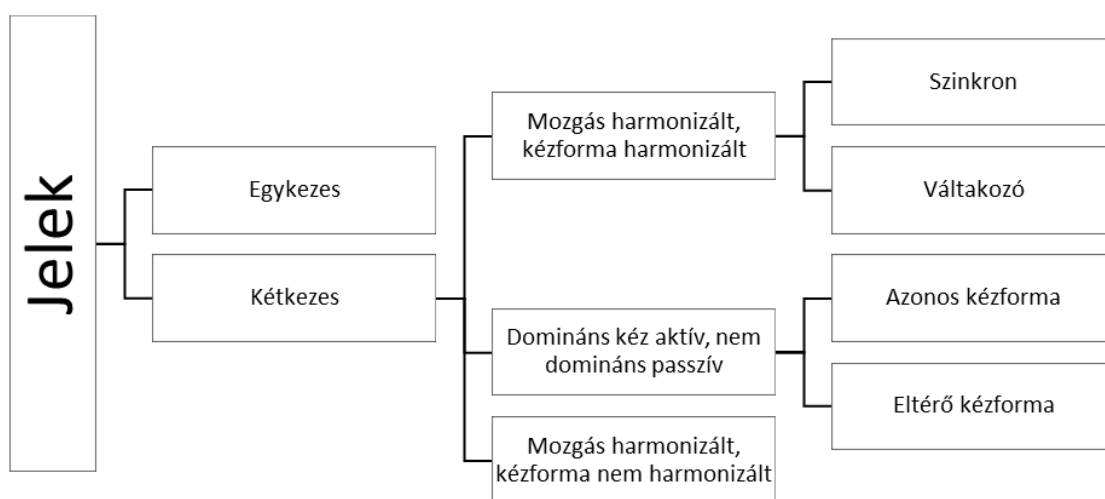 Jelek
Egykezes
Kétkezes
Mozgás harmonizált,
kézforma harmonizált
Domináns kéz aktív, nem
domináns passzív
Mozgás harmonizált,
kézforma nem harmonizált
Szinkron
Váltakozó
Azonos kézforma
Eltérő kézforma